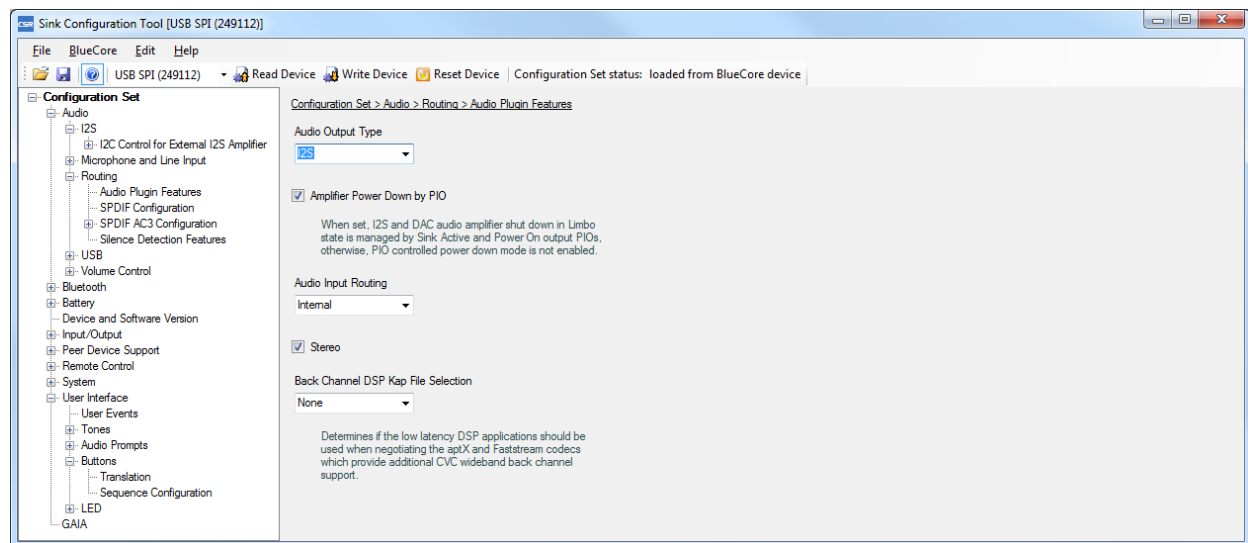 CSR Sink Configuration Tool [USB SPI (249112)]
File BlueCore Edit Help
USB SPI (249112) Read Device Write Device Reset Device Configuration Set status: loaded from BlueCore device
Configuration Set
Audio
I2S
I2C Control for External I2S Amplifier
Microphone and Line Input
Routing
Audio Plugin Features
SPDIF Configuration
SPDIF AC3 Configuration
Silence Detection Features
USB
Volume Control
Bluetooth
Battery
Device and Software Version
Input/Output
Peer Device Support
Remote Control
System
User Interface
User Events
Tones
Audio Prompts
Buttons
Translation
Sequence Configuration
LED
GAIA
Configuration Set > Audio > Routing > Audio Plugin Features
Audio Output Type
I2S
Amplifier Power Down by PIO
When set, I2S and DAC audio amplifier shut down in Limbo
state is managed by Sink Active and Power On output PIOs,
otherwise, PIO controlled power down mode is not enabled.
Audio Input Routing
Internal
Stereo
Back Channel DSP Kap File Selection
None
Determines if the low latency DSP applications should be
used when negotiating the aptX and Faststream codecs
which provide additional CVC wideband back channel
support.